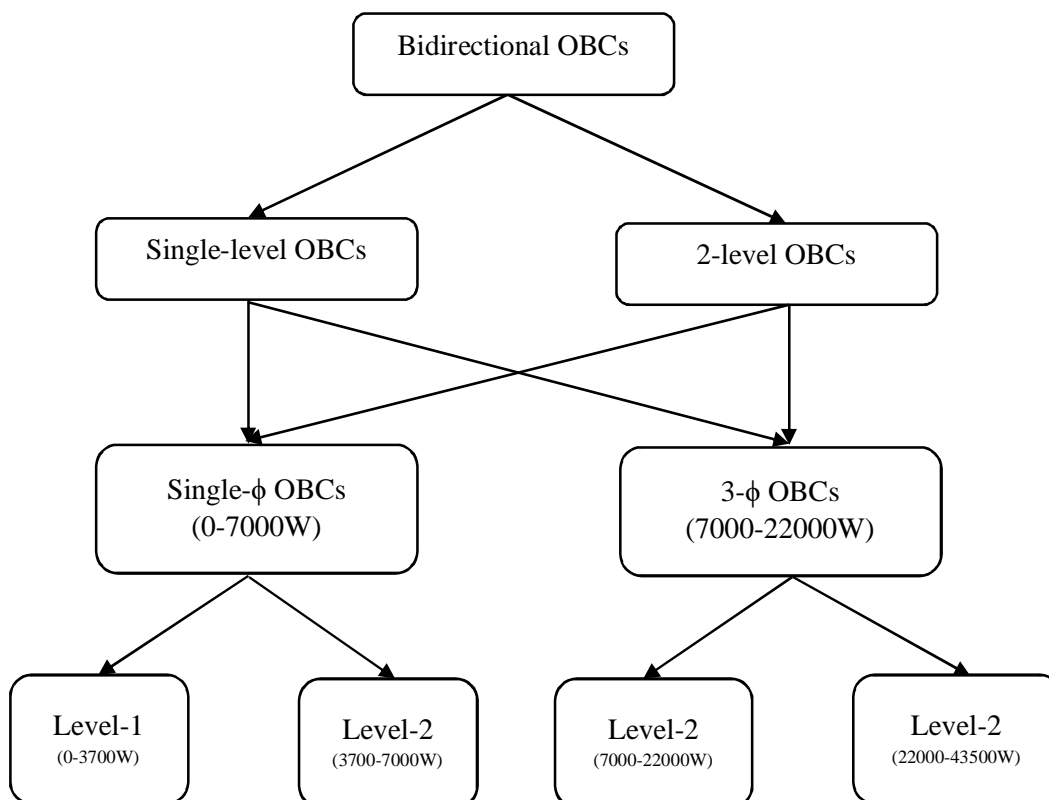 Bidirectional OBCs
Single-level OBCs
2-level OBCs
Single-ϕ OBCs
(0-7000W)
3-ϕ OBCs
(7000-22000W)
Level-1
(0-3700W)
Level-2
(3700-7000W)
Level-2
(7000-22000W)
Level-2
(22000-43500W)